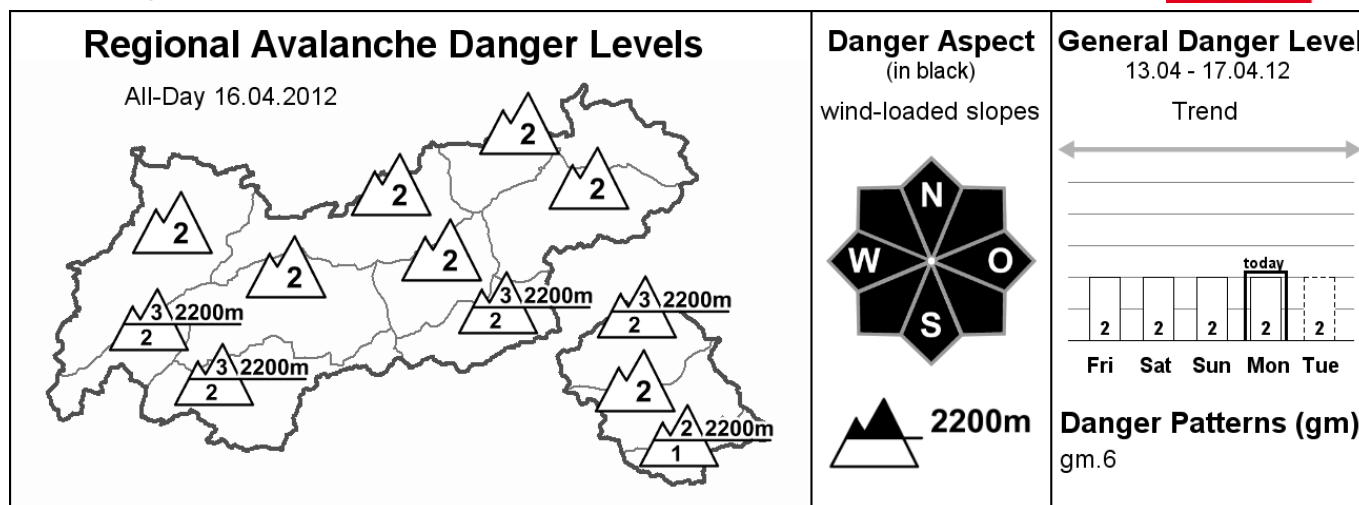 Regional Avalanche Danger Levels
All-Day 16.04.2012
2
2
2
2
2
2
3 2200m
2
3 2200m
2
3 2200m
2
3 2200m
2
2
2 2200m
1
Danger Aspect
(in black)
wind-loaded slopes
N
W O
S
2200m
General Danger Level
13.04 - 17.04.12
Trend
today
2 2 2 2 2
Fri Sat Sun Mon Tue
Danger Patterns (gm)
gm.6